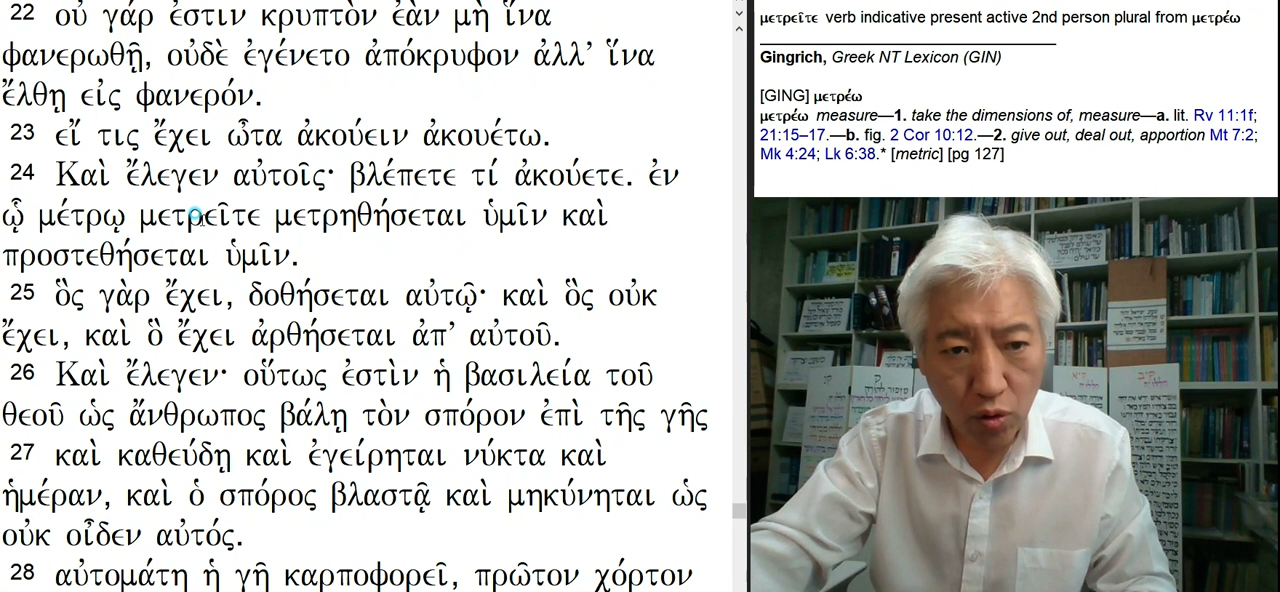 22 οὐ γάρ ἐστιν κρυπτὸν ἐὰν μὴ ἵνα
φανερωθῇ, οὐδὲ ἐγένετο ἀπόκρυφον ἀλλ’ ἵνα
ἔλθῃ εἰς φανερόν.
23 εἴ τις ἔχει ὦτα ἀκούειν ἀκουέτω.
24 Καὶ ἔλεγεν αὐτοῖς· βλέπετε τί ἀκούετε. ἐν
ᾧ μέτρῳ μετρεῖτε μετρηθήσεται ὑμῖν καὶ
προστεθήσεται ὑμῖν.
25 ὃς γὰρ ἔχει, δοθήσεται αὐτῷ· καὶ ὃς οὐκ
ἔχει, καὶ ὃ ἔχει ἀρθήσεται ἀπ’ αὐτοῦ.
26 Καὶ ἔλεγεν· οὕτως ἐστὶν ἡ βασιλεία τοῦ
θεοῦ ὡς ἄνθρωπος βάλῃ τὸν σπόρον ἐπὶ τῆς γῆς
27 καὶ καθεύδῃ καὶ ἐγείρηται νύκτα καὶ
ἡμέραν, καὶ ὁ σπόρος βλαστᾷ καὶ μηκύνηται ὡς
οὐκ οἶδεν αὐτός.
28 αὐτομάτη ἡ γῆ καρποφορεῖ, πρῶτον χόρτον
μετρεῖτε verb indicative present active 2nd person plural from μετρέω
Gingrich, Greek NT Lexicon (GIN)
[GING] μετρέω
μετρέω measure—1. take the dimensions of, measure—a. lit. Rv 11:1f;
21:15–17.—b. fig. 2 Cor 10:12.—2. give out, deal out, apportion Mt 7:2;
Mk 4:24; Lk 6:38.* [metric] [pg 127]